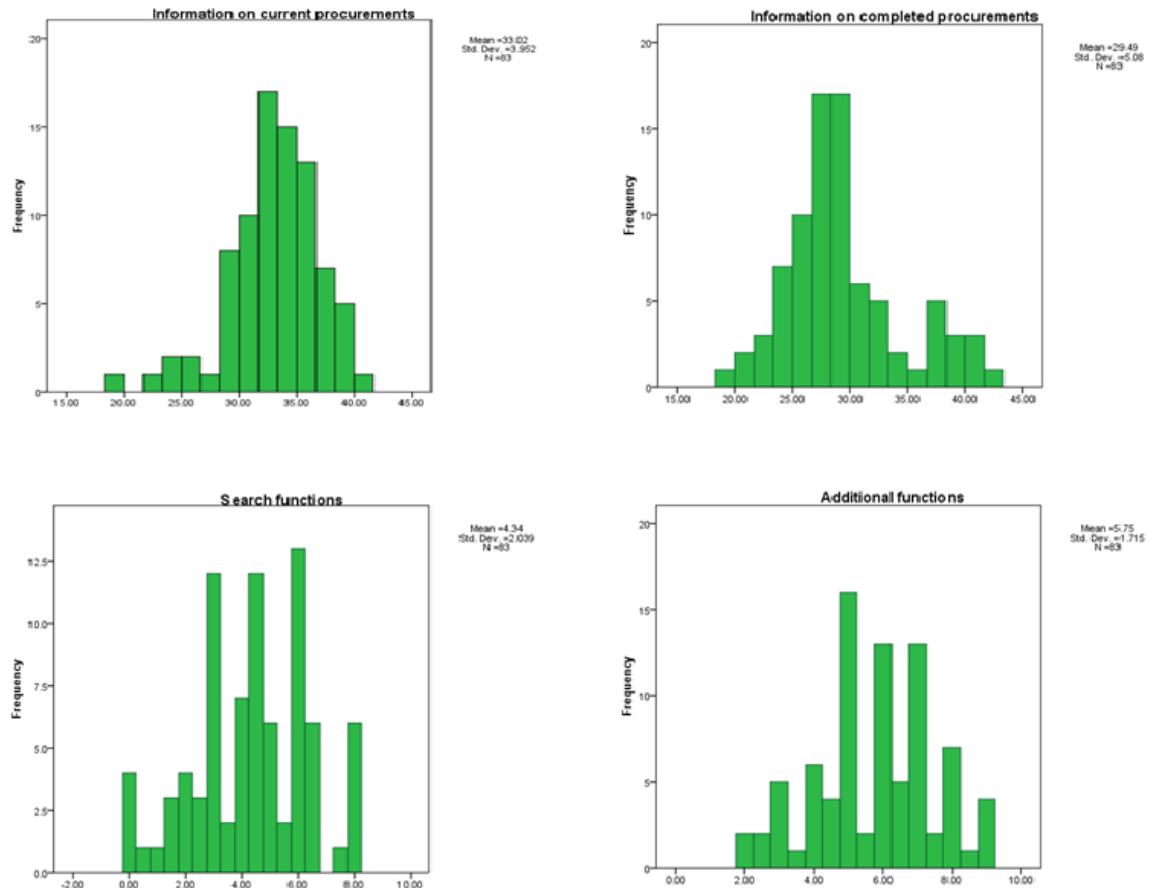 Information on current procurements
Mean =33.02
Std. Dev. =3.952
N =83
20
15
10
5
0
Frequency
15.00 20.00 25.00 30.00 35.00 40.00 45.00
Information on completed procurements
Mean =29.49
Std. Dev. =5.08
N =83
20
15
10
5
0
Frequency
15.00 20.00 25.00 30.00 35.00 40.00 45.00
Search functions
Mean =4.34
Std. Dev. =2.039
N =83
12.5
10.0
7.5
5.0
2.5
0.0
Frequency
-2.00 0.00 2.00 4.00 6.00 8.00 10.00
Additional functions
Mean =5.75
Std. Dev. =1.715
N =83
20
15
10
5
0
Frequency
0.00 2.00 4.00 6.00 8.00 10.00